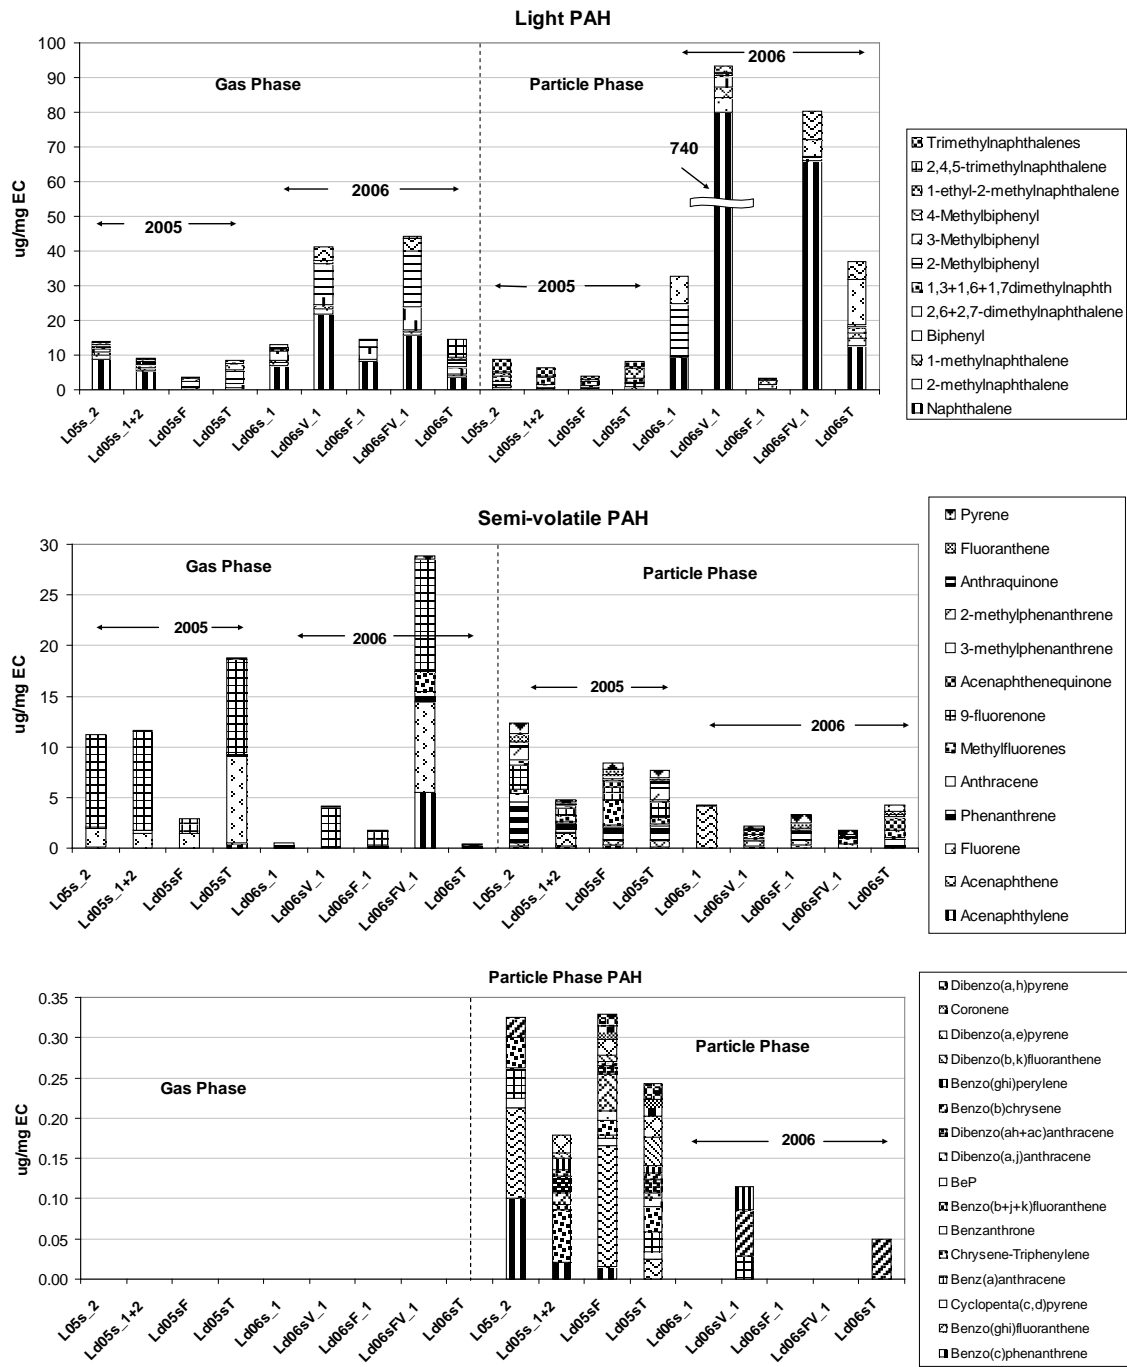 Light PAH
100
90
80
70
60
50
40
30
20
10
0
ug/mg EC
Gas Phase
Particle Phase
2006
740
2006
2005
2005
L05s_2
Ld05s_1+2
Ld05sF
Ld05sT
Ld06s_1
Ld06sV_1
Ld06sF_1
Ld06sFV_1
Ld06sT
L05s_2
Ld05s_1+2
Ld05sF
Ld05sT
Ld06s_1
Ld06sV_1
Ld06sF_1
Ld06sFV_1
Ld06sT
Trimethylnaphthalenes
2,4,5-trimethylnaphthalene
1-ethyl-2-methylnaphthalene
4-Methylbiphenyl
3-Methylbiphenyl
2-Methylbiphenyl
1,3+1,6+1,7dimethylnaphth
2,6+2,7-dimethylnaphthalene
Biphenyl
1-methylnaphthalene
2-methylnaphthalene
Naphthalene
Semi-volatile PAH
30
25
20
15
10
5
0
ug/mg EC
Gas Phase
Particle Phase
2005
2006
2005
2006
L05s_2
Ld05s_1+2
Ld05sF
Ld05sT
Ld06s_1
Ld06sV_1
Ld06sF_1
Ld06sFV_1
Ld06sT
L05s_2
Ld05s_1+2
Ld05sF
Ld05sT
Ld06s_1
Ld06sV_1
Ld06sF_1
Ld06sFV_1
Ld06sT
Pyrene
Fluoranthene
Anthraquinone
2-methylphenanthrene
3-methylphenanthrene
Acenaphthenequinone
9-fluorenone
Methylfluorenes
Anthracene
Phenanthrene
Fluorene
Acenaphthene
Acenaphthylene
Particle Phase PAH
0.35
0.30
0.25
0.20
0.15
0.10
0.05
0.00
ug/mg EC
Gas Phase
Particle Phase
2006
L05s_2
Ld05s_1+2
Ld05sF
Ld05sT
Ld06s_1
Ld06sV_1
Ld06sF_1
Ld06sFV_1
Ld06sT
L05s_2
Ld05s_1+2
Ld05sF
Ld05sT
Ld06s_1
Ld06sV_1
Ld06sF_1
Ld06sFV_1
Ld06sT
Dibenzo(a,h)pyrene
Coronene
Dibenzo(a,e)pyrene
Dibenzo(b,k)fluoranthene
Benzo(ghi)perylene
Benzo(b)chrysene
Dibenzo(ah+ac)anthracene
Dibenzo(a,j)anthracene
BeP
Benzo(b+j+k)fluoranthene
Benzanthrone
Chrysene-Triphenylene
Benz(a)anthracene
Cyclopenta(c,d)pyrene
Benzo(ghi)fluoranthene
Benzo(c)phenanthrene